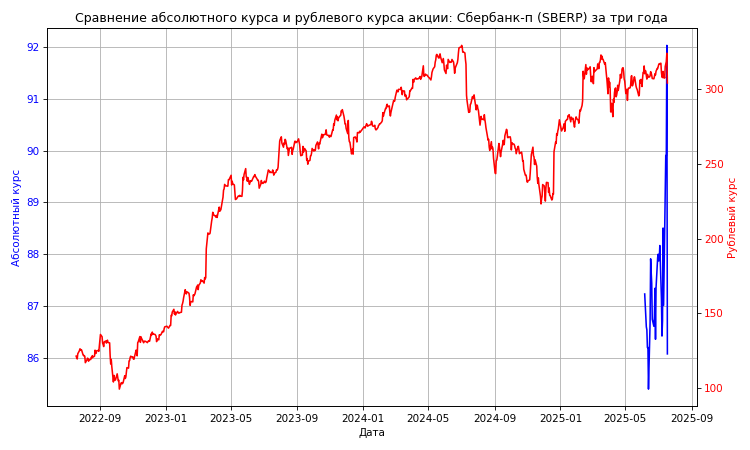 Сравнение абсолютного курса и рублевого курса акции: Сбербанк-п (SBERP) за три года
92
91
90
89
88
87
86
Абсолютный курс
300
250
200
150
100
Рублевый курс
2022-09 2023-01 2023-05 2023-09 2024-01 2024-05 2024-09 2025-01 2025-05 2025-09
Дата